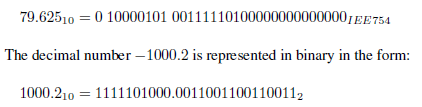 79.625₁₀ = 0 10000101 00111110100000000000000_IEE754
The decimal number −1000.2 is represented in binary in the form:
1000.2₁₀ = 1111101000.0011001100110011₂